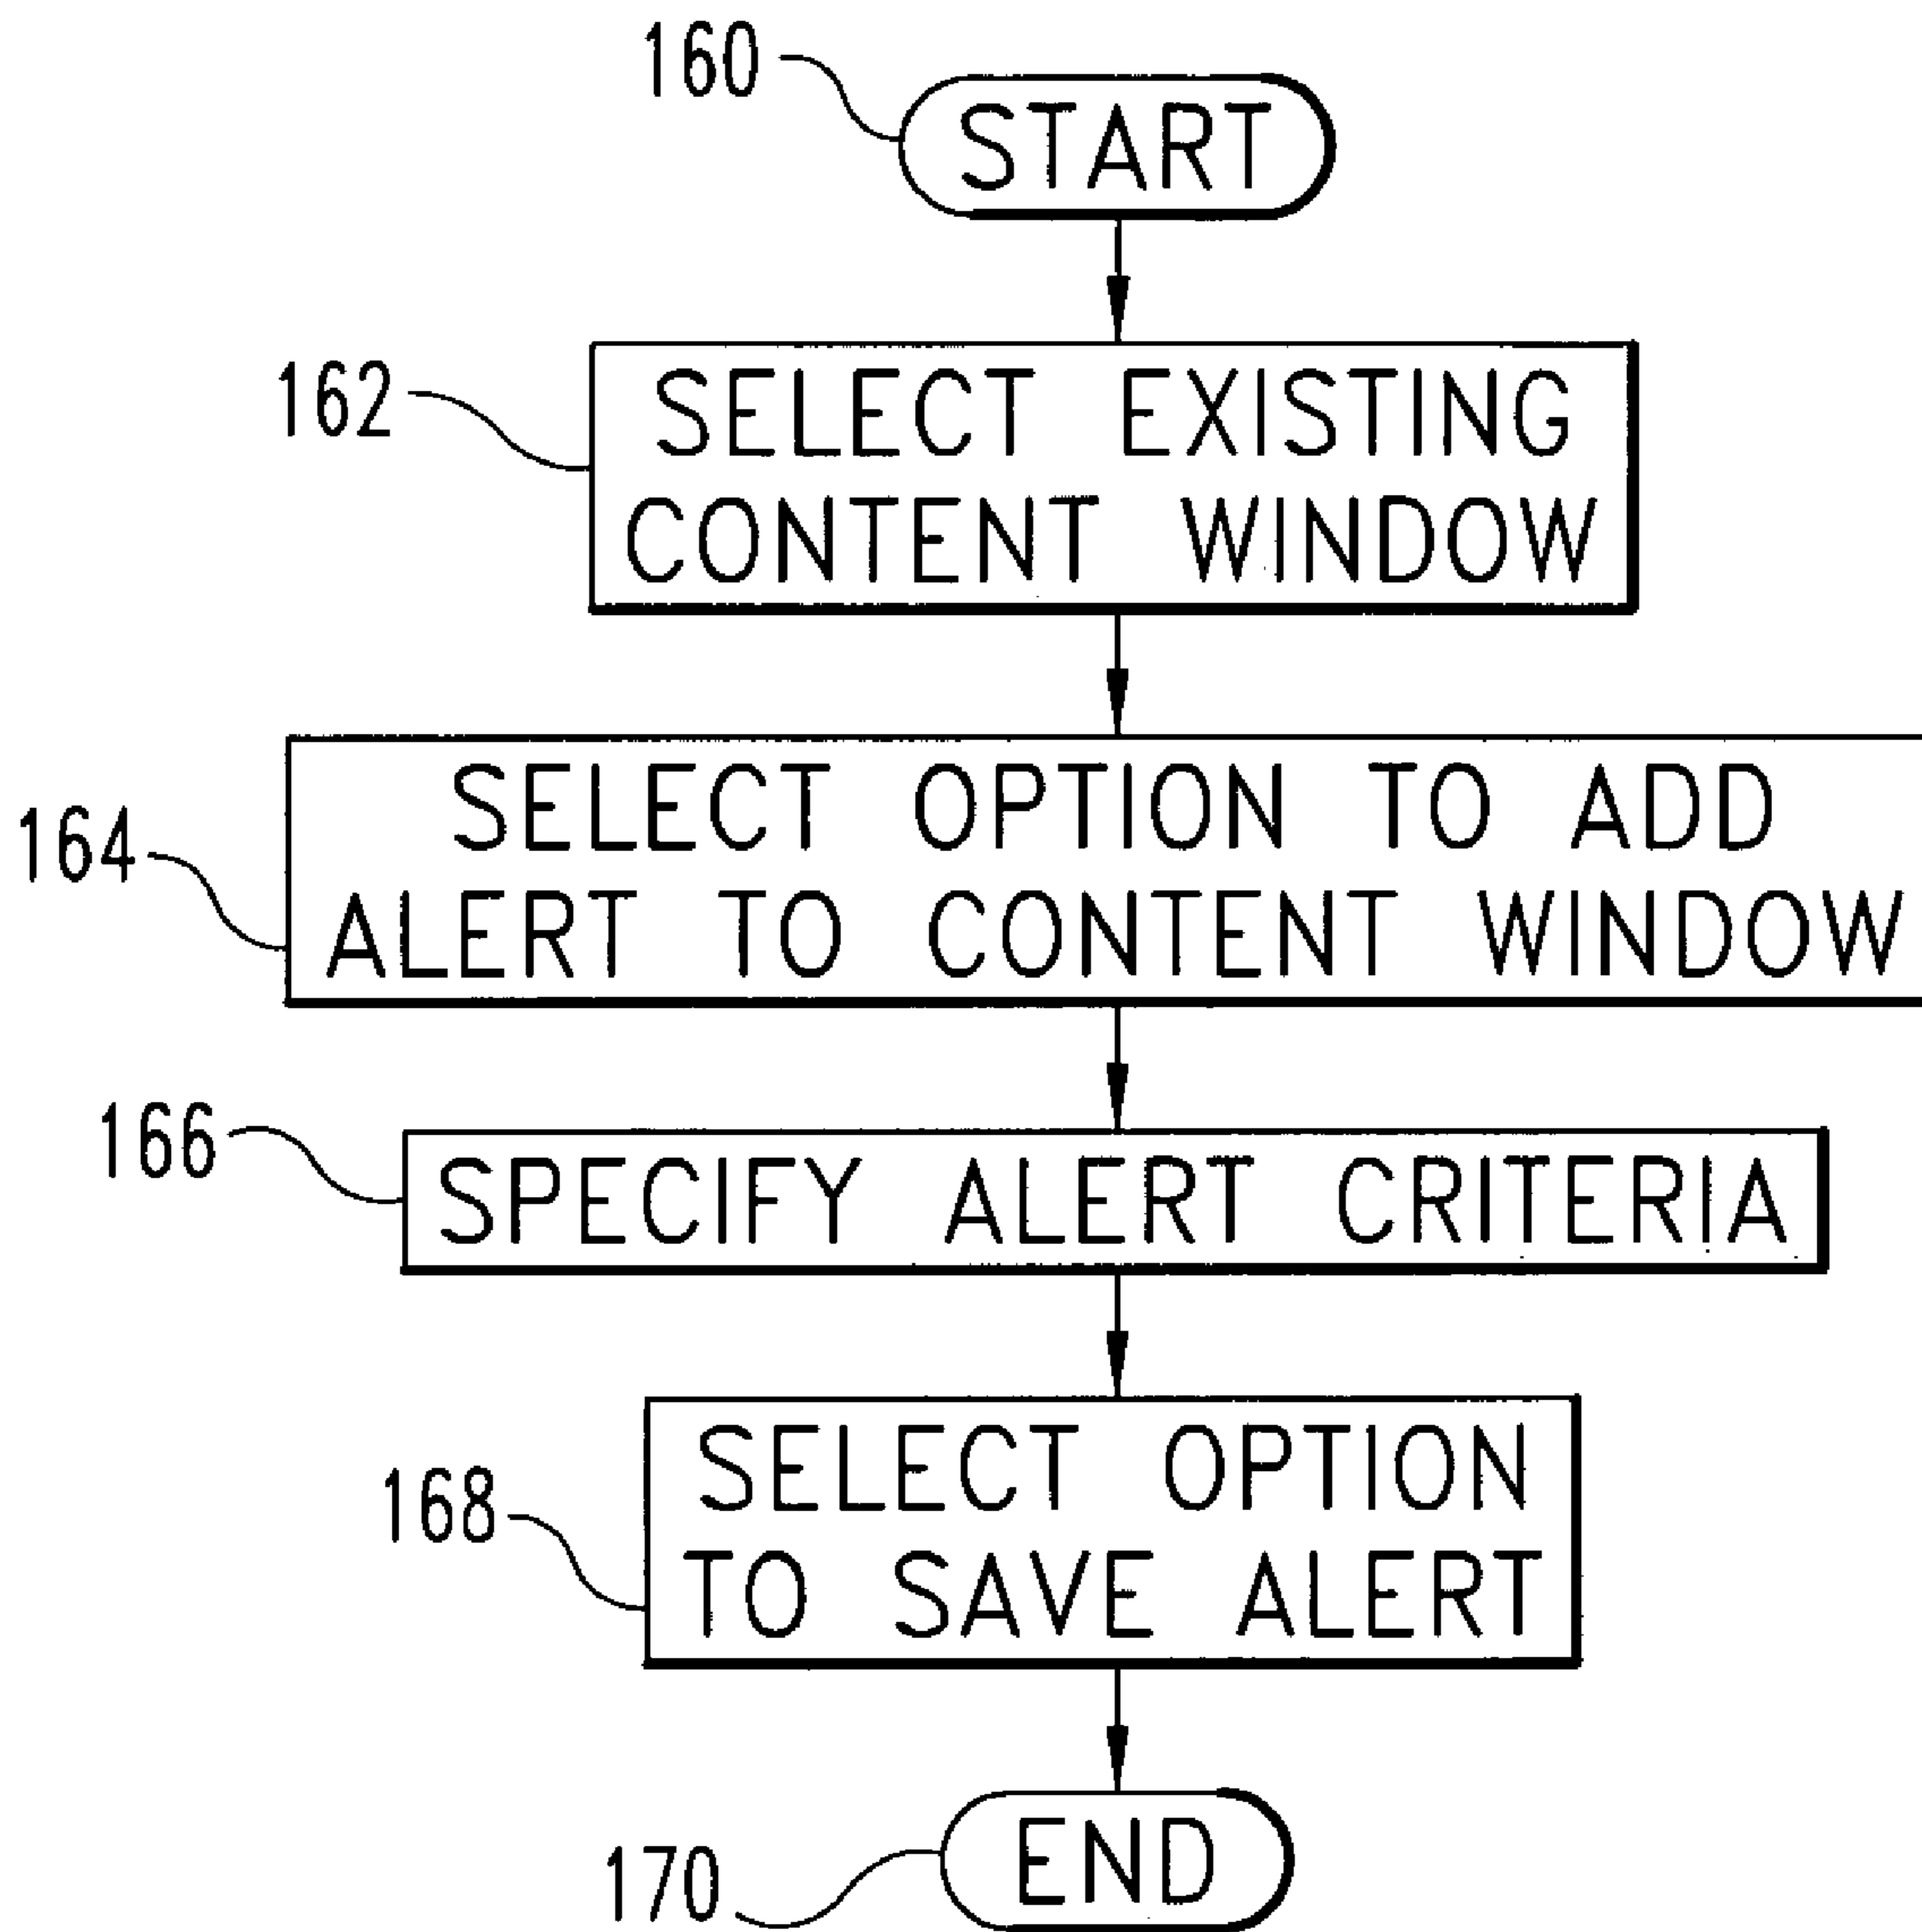 160
START
162
SELECT EXISTING
CONTENT WINDOW
164
SELECT OPTION TO ADD
ALERT TO CONTENT WINDOW
166
SPECIFY ALERT CRITERIA
168
SELECT OPTION
TO SAVE ALERT
170
END